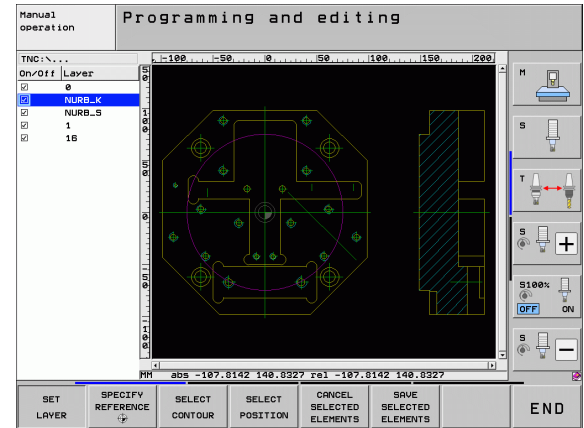 Manual
operation
Programming and editing
TNC:\...
On/Off Layer
0
NURB_K
NURB_S
1
16
-100 -50 0 50 100 150 200
50
100
50
0
-50
-100
MM abs -107.8142 140.8327 rel -107.8142 140.8327
M
S
T
S
S100%
OFF ON
S
SET
LAYER
SPECIFY
REFERENCE
SELECT
CONTOUR
SELECT
POSITION
CANCEL
SELECTED
ELEMENTS
SAVE
SELECTED
ELEMENTS
END